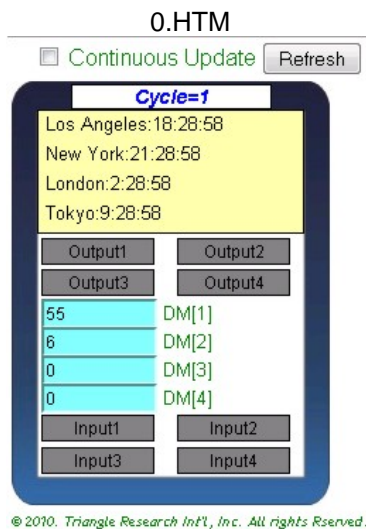 0.HTM
Continuous Update Refresh
Cycle=1
Los Angeles:18:28:58
New York:21:28:58
London:2:28:58
Tokyo:9:28:58
Output1 Output2
Output3 Output4
55 DM[1]
6 DM[2]
0 DM[3]
0 DM[4]
Input1 Input2
Input3 Input4
©2010. Triangle Research Int'l, Inc. All rights Rserved.